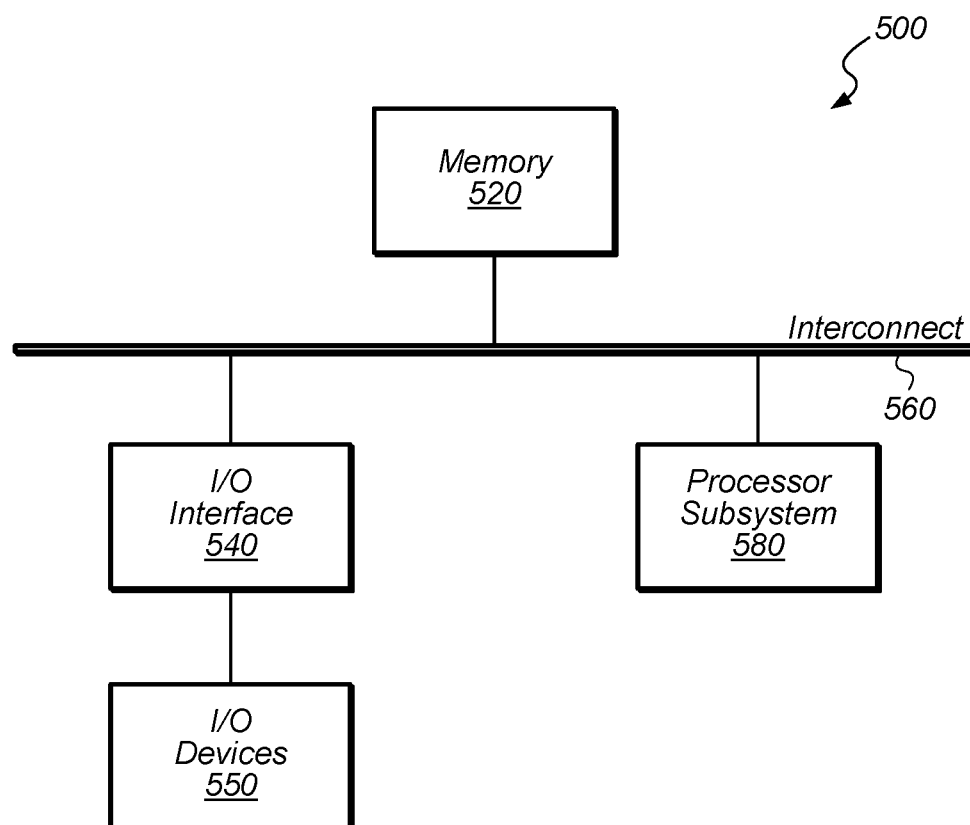 500
Memory
520
Interconnect
560
I/O
Interface
540
Processor
Subsystem
580
I/O
Devices
550